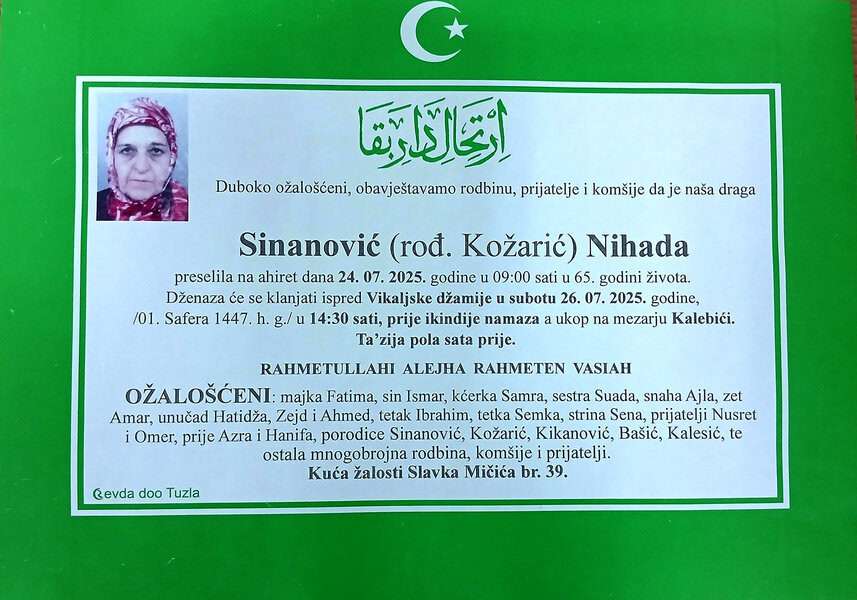 اِرْتِحَالِ دَارِ بَقَا
Duboko ožalošćeni, obavještavamo rodbinu, prijatelje i komšije da je naša draga
Sinanović (rođ. Kožarić) Nihada
preselila na ahiret dana 24. 07. 2025. godine u 09:00 sati u 65. godini života.
Dženaza će se klanjati ispred Vikaljske džamije u subotu 26. 07. 2025. godine,
/01. Safera 1447. h. g./ u 14:30 sati, prije ikindije namaza a ukop na mezarju Kalebići.
Ta'zija pola sata prije.
RAHMETULLAHI ALEJHA RAHMETEN VASIAH
OŽALOŠĆENI: majka Fatima, sin Ismar, kćerka Samra, sestra Suada, snaha Ajla, zet
Amar, unučad Hatidža, Zejd i Ahmed, tetak Ibrahim, tetka Semka, strina Sena, prijatelji Nusret
i Omer, prije Azra i Hanifa, porodice Sinanović, Kožarić, Kikanović, Bašić, Kalesić, te
ostala mnogobrojna rodbina, komšije i prijatelji.
Kuća žalosti Slavka Mičića br. 39.
evda doo Tuzla